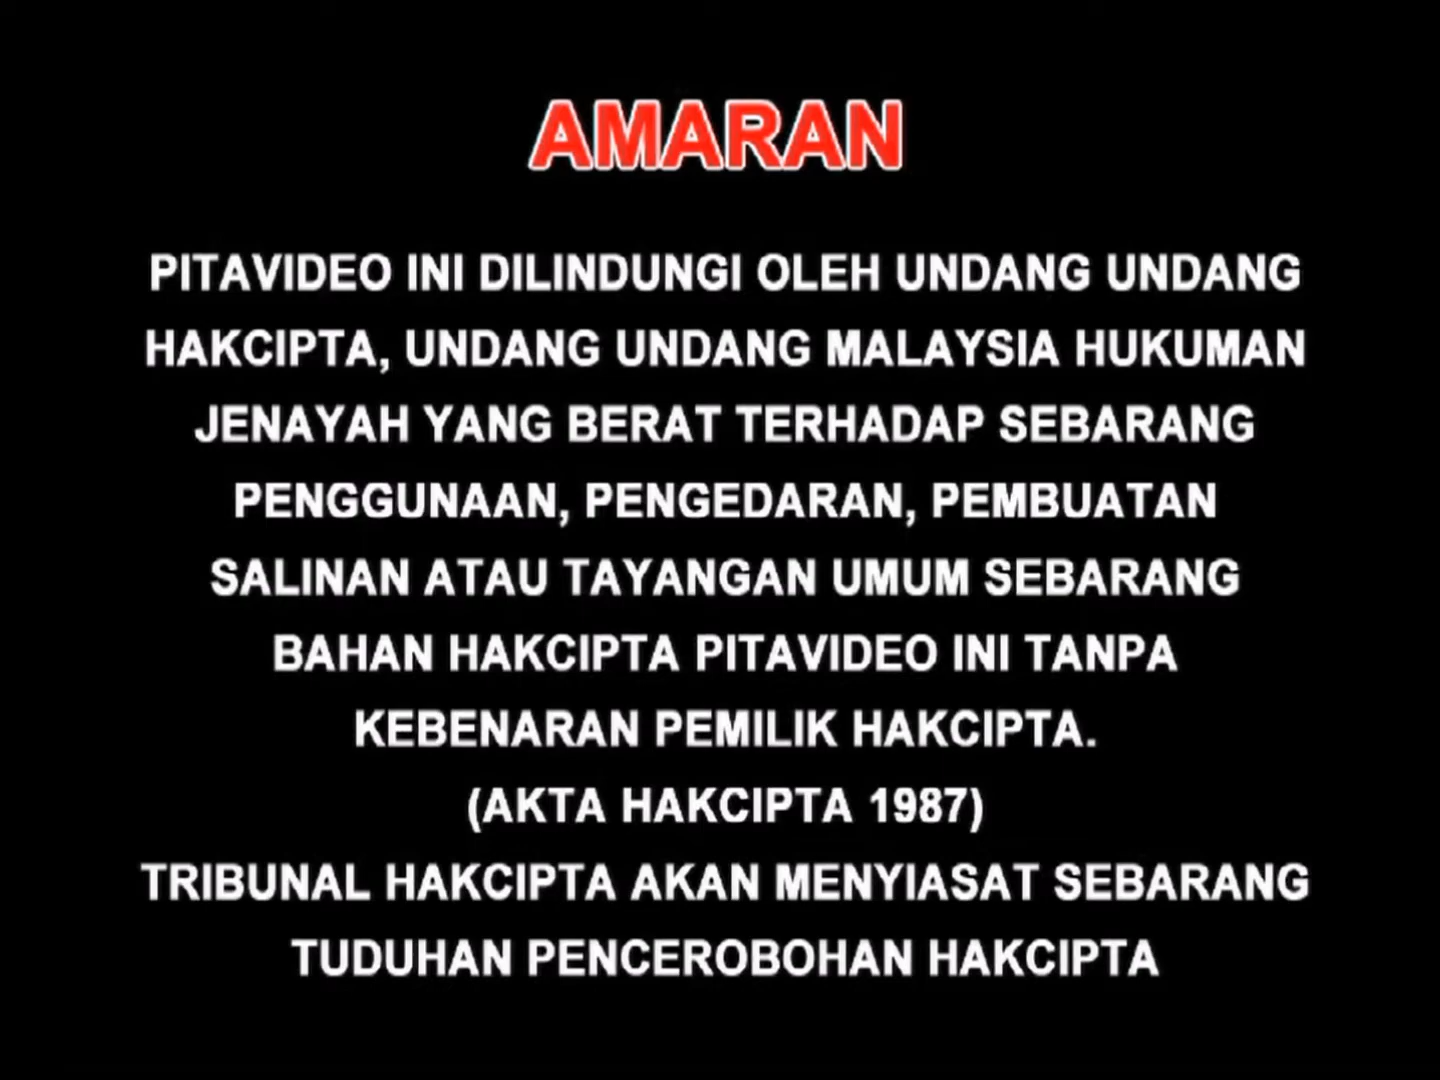 AMARAN
PITAVIDEO INI DILINDUNGI OLEH UNDANG UNDANG
HAKCIPTA, UNDANG UNDANG MALAYSIA HUKUMAN
JENAYAH YANG BERAT TERHADAP SEBARANG
PENGGUNAAN, PENGEDARAN, PEMBUATAN
SALINAN ATAU TAYANGAN UMUM SEBARANG
BAHAN HAKCIPTA PITAVIDEO INI TANPA
KEBENARAN PEMILIK HAKCIPTA.
(AKTA HAKCIPTA 1987)
TRIBUNAL HAKCIPTA AKAN MENYIASAT SEBARANG
TUDUHAN PENCEROBOHAN HAKCIPTA